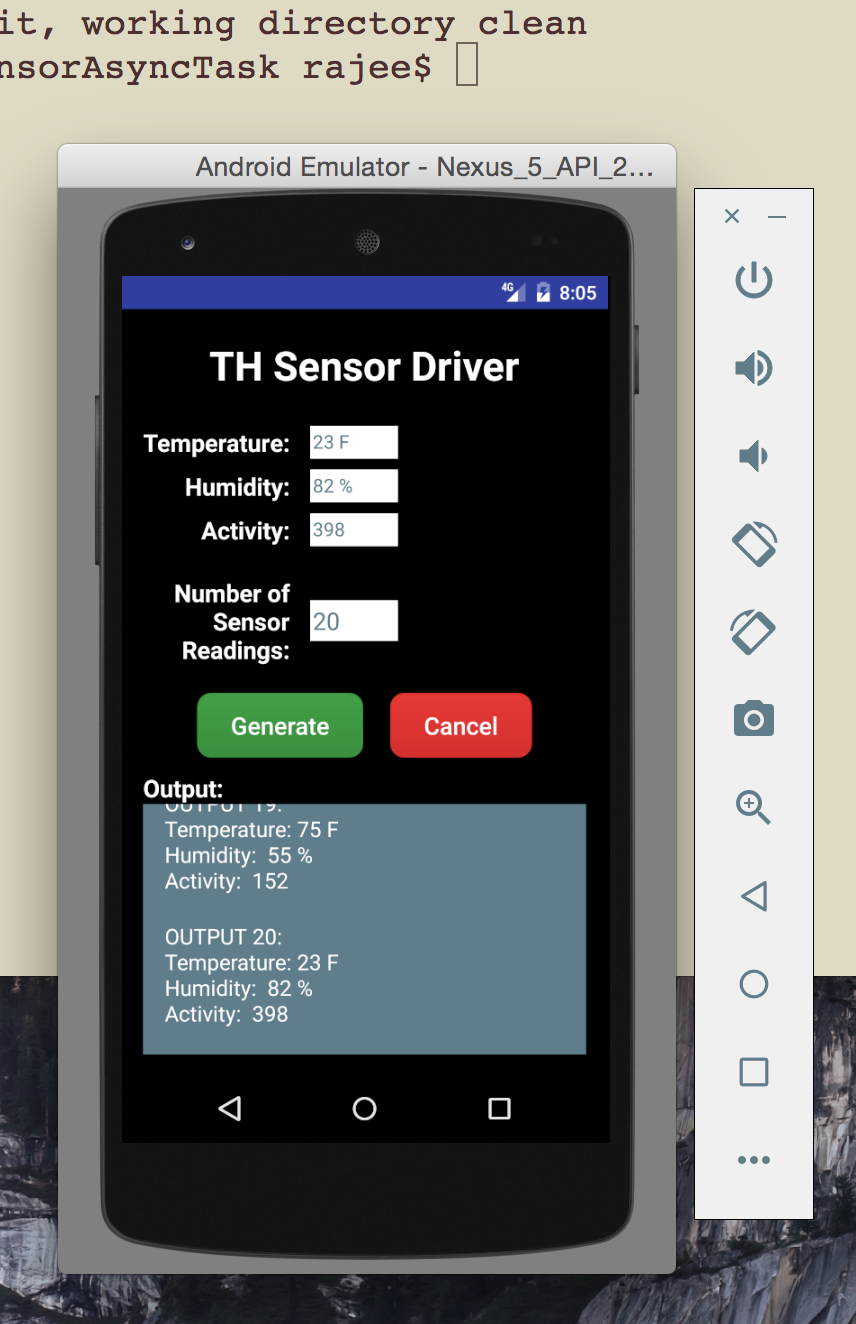 it, working directory clean
nsorAsyncTask rajee$
Android Emulator - Nexus_5_API_2...
4G 8:05
TH Sensor Driver
Temperature: 23 F
Humidity: 82 %
Activity: 398
Number of
Sensor
Readings:
20
Generate Cancel
Output:
OUTPUT 19:
Temperature: 75 F
Humidity:  55 %
Activity:  152
OUTPUT 20:
Temperature: 23 F
Humidity:  82 %
Activity:  398